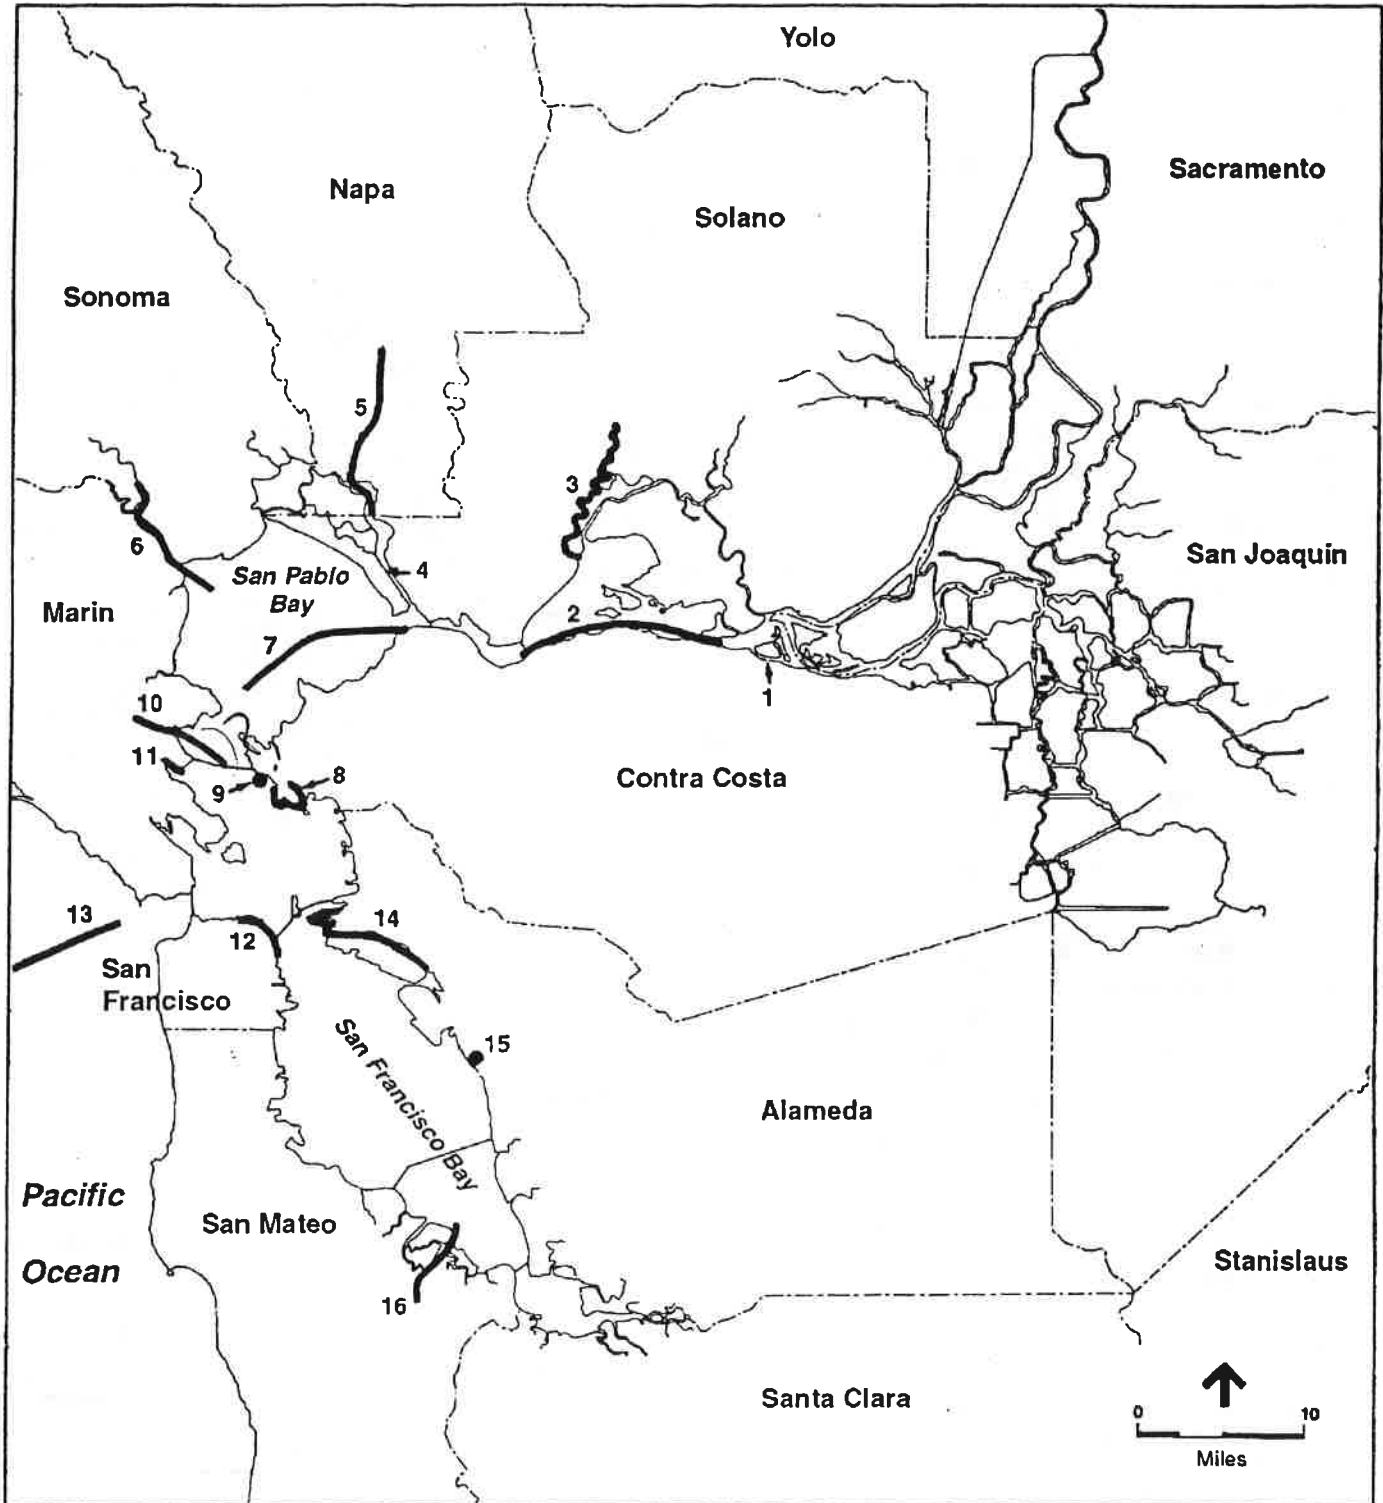 Yolo
Sacramento
Napa
Solano
Sonoma
5
3
6
San Joaquin
San Pablo
Bay
4
Marin
2
7
1
10
11
8
9
Contra Costa
13
12
14
San
Francisco
15
San Francisco Bay
Alameda
Pacific
Ocean
San Mateo
Stanislaus
16
Santa Clara
0 10
Miles